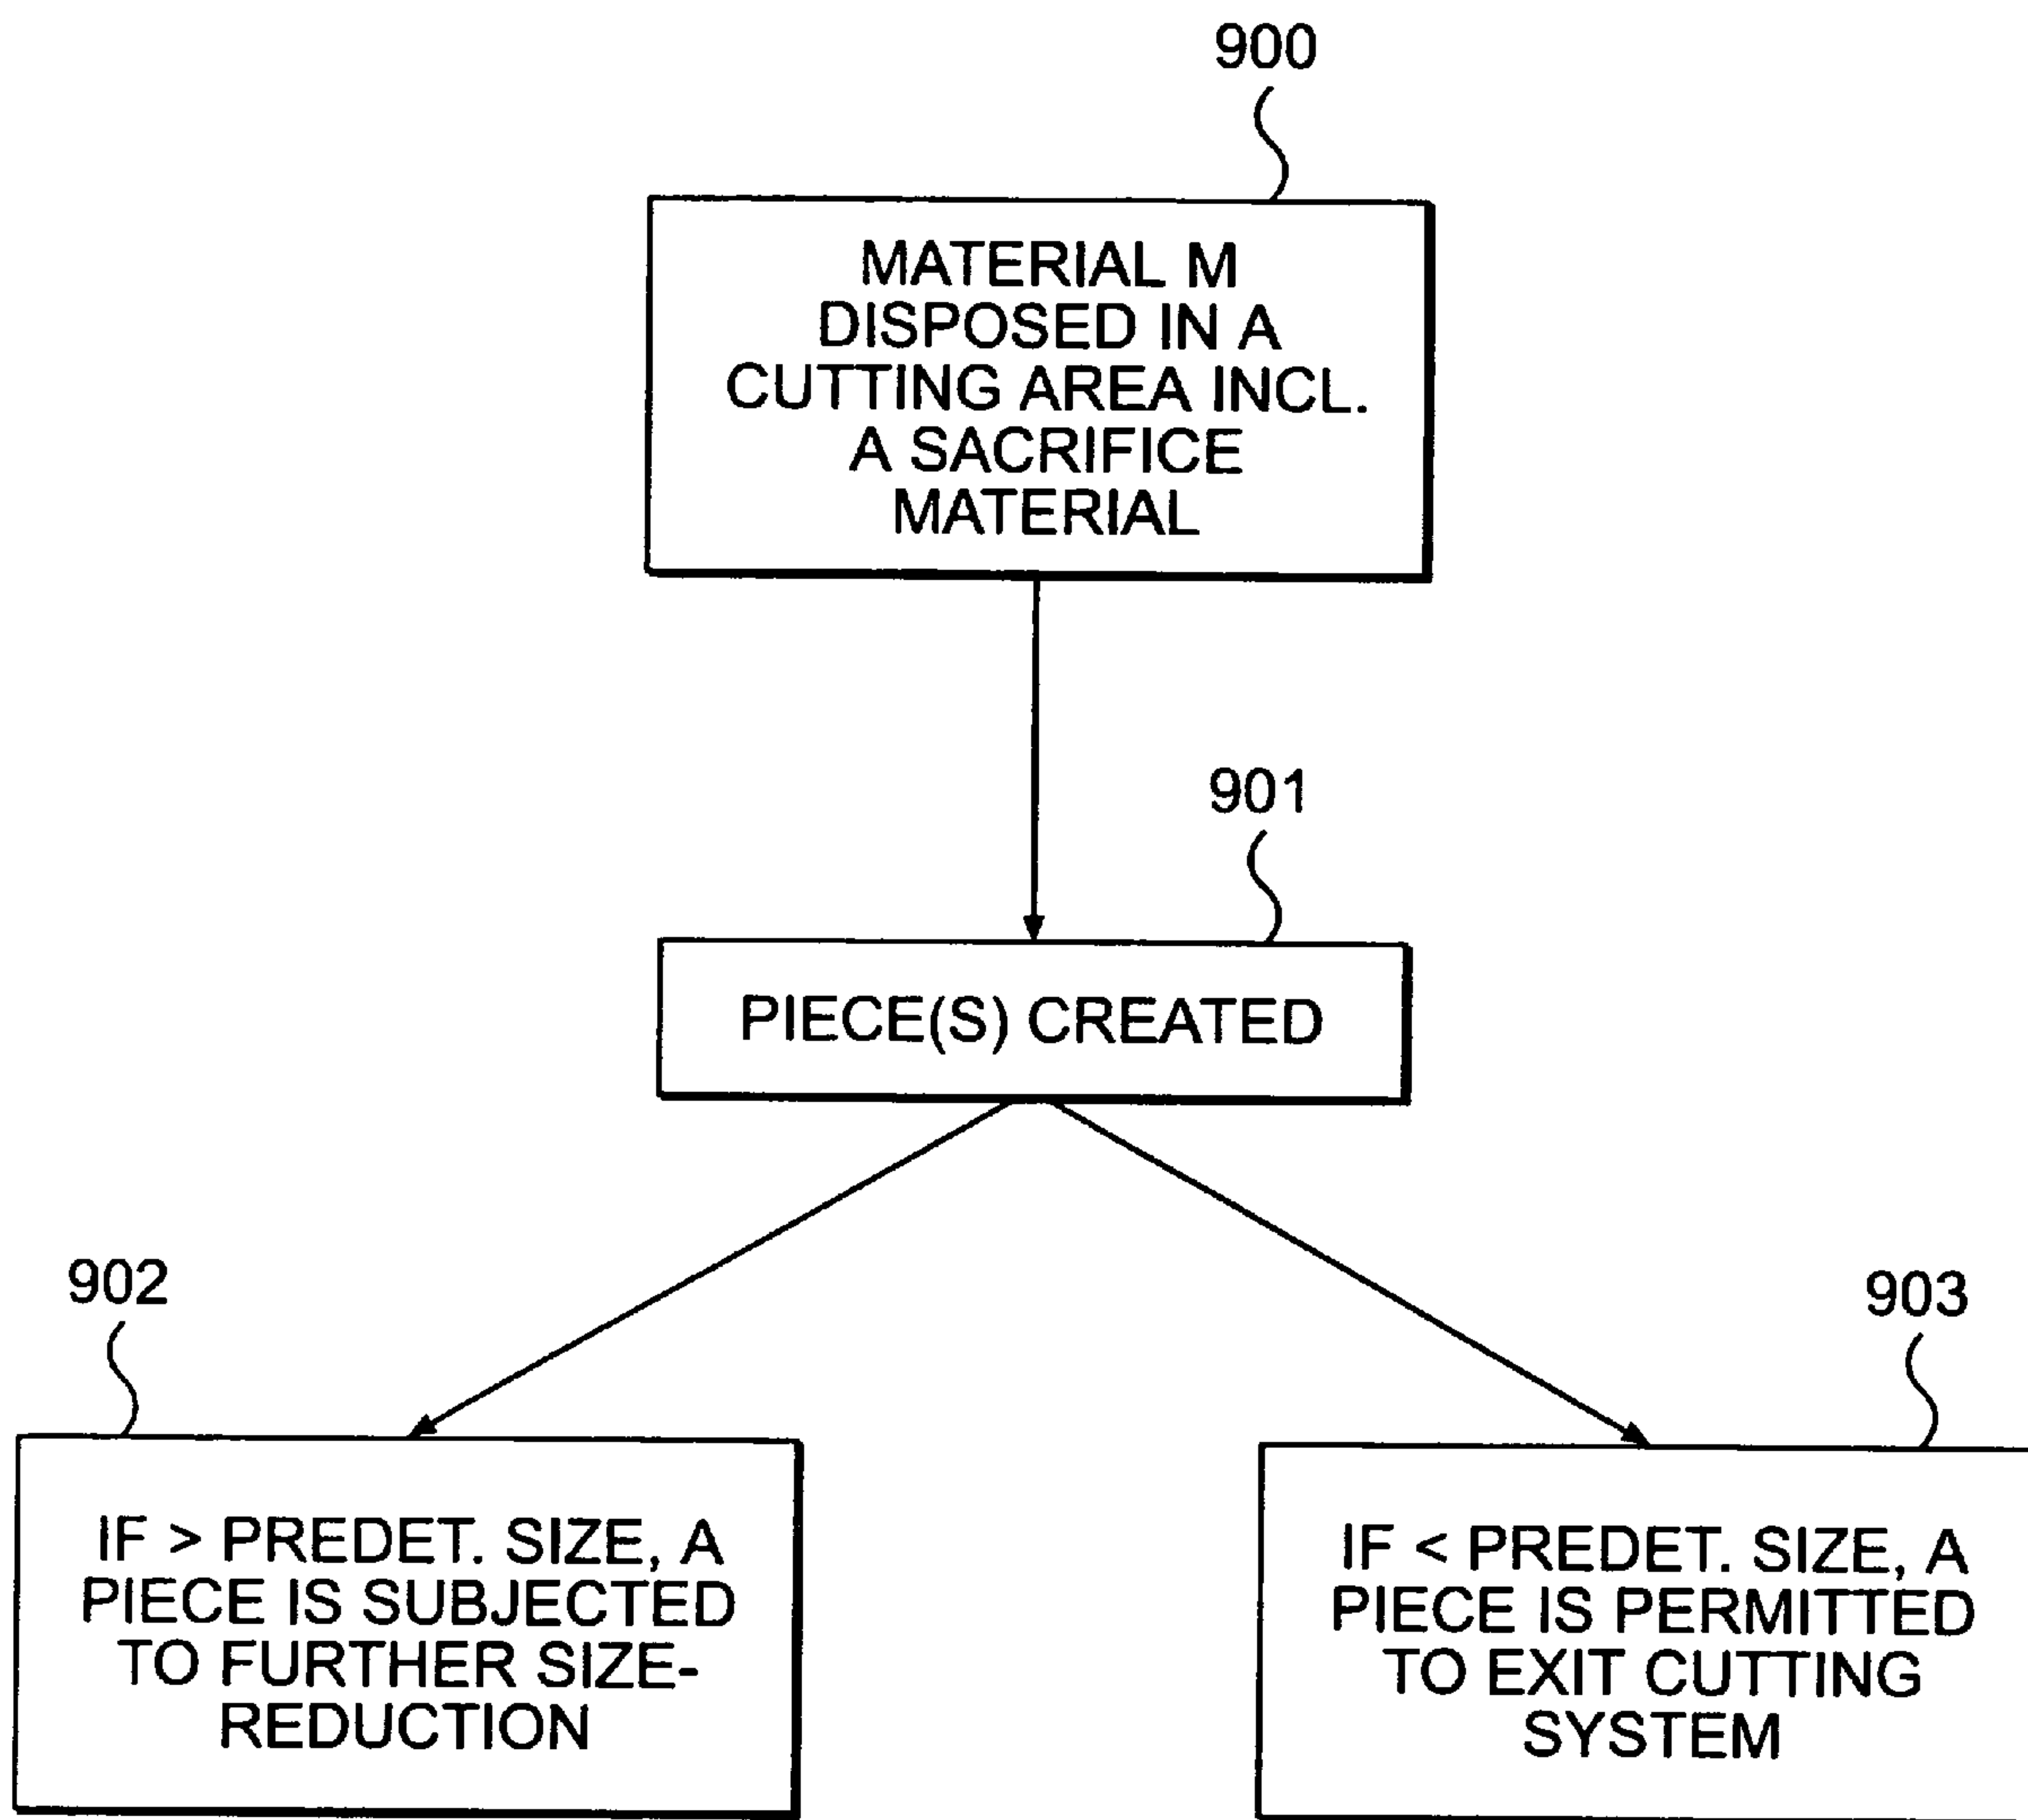 900
MATERIAL M
DISPOSED IN A
CUTTING AREA INCL.
A SACRIFICE
MATERIAL
901
PIECE(S) CREATED
902
IF > PREDET. SIZE, A
PIECE IS SUBJECTED
TO FURTHER SIZE-
REDUCTION
903
IF < PREDET. SIZE, A
PIECE IS PERMITTED
TO EXIT CUTTING
SYSTEM